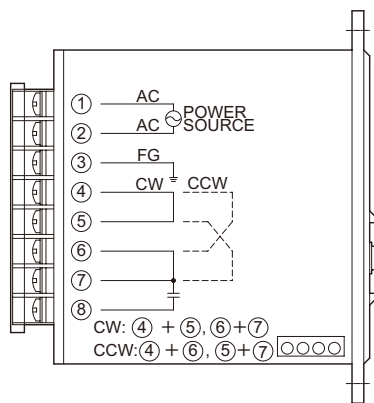 ① AC
POWER
② AC SOURCE
③ FG
④ CW CCW
⑤
⑥
⑦
⑧
CW: ④ + ⑤, ⑥+⑦
CCW:④ + ⑥, ⑤+⑦